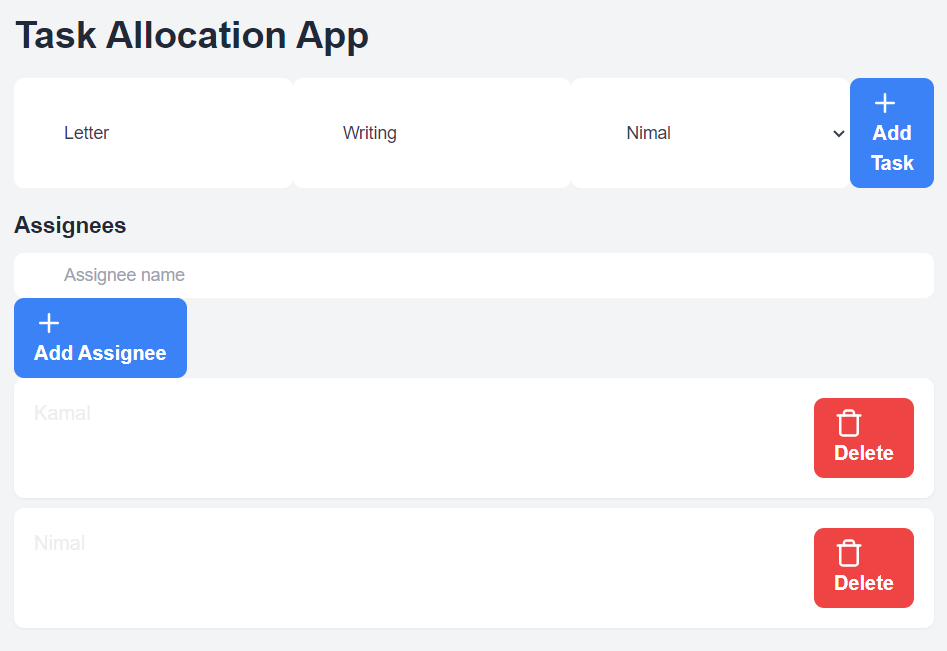 Task Allocation App
Letter
Writing
Nimal
Add
Task
Assignees
Assignee name
Add Assignee
Kamal
Delete
Nimal
Delete